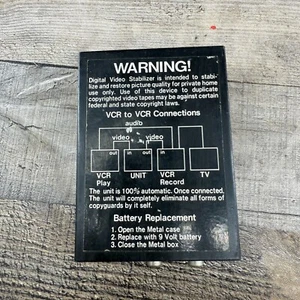 WARNING!
Digital Video Stabilizer is intended to stabi-
lize and restore picture quality for private home
use only. Use of this device to duplicate
copyrighted video tapes may be against certain
federal and state copyright laws.
VCR to VCR Connections
audio
video video
out in out in
VCR UNIT VCR TV
Play Record
The unit is 100% automatic. Once connected.
The unit will completely eliminate all forms of
copyguards by it self.
Battery Replacement
1. Open the Metal case
2. Replace with 9 Volt battery
3. Close the Metal box